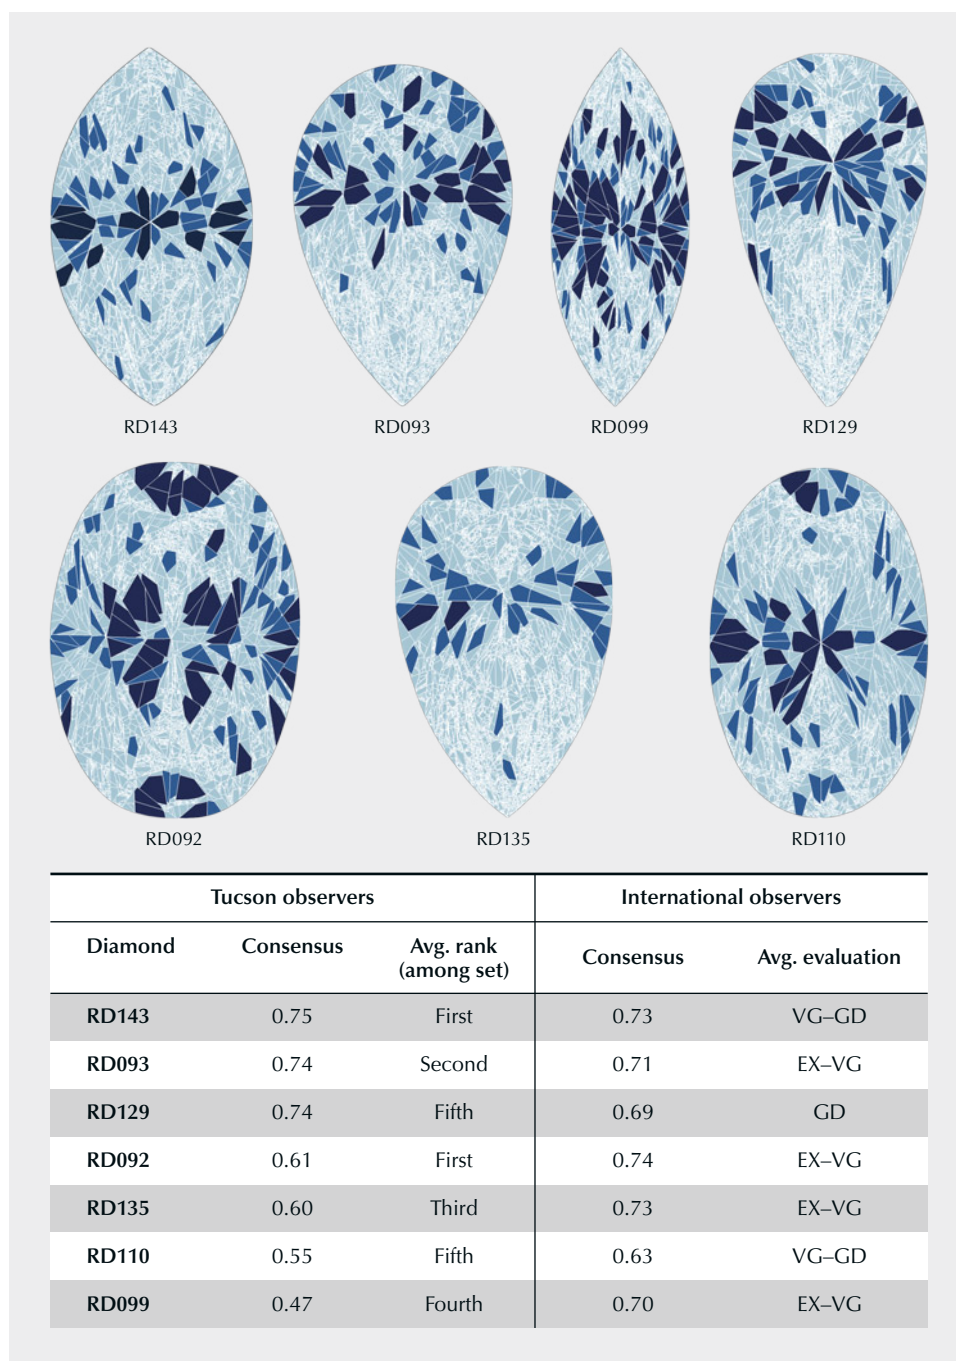 RD143 RD093 RD099 RD129
RD092 RD135 RD110
Tucson observers International observers
Diamond Consensus Avg. rank (among set) Consensus Avg. evaluation
RD143 0.75 First 0.73 VG–GD
RD093 0.74 Second 0.71 EX–VG
RD129 0.74 Fifth 0.69 GD
RD092 0.61 First 0.74 EX–VG
RD135 0.60 Third 0.73 EX–VG
RD110 0.55 Fifth 0.63 VG–GD
RD099 0.47 Fourth 0.70 EX–VG